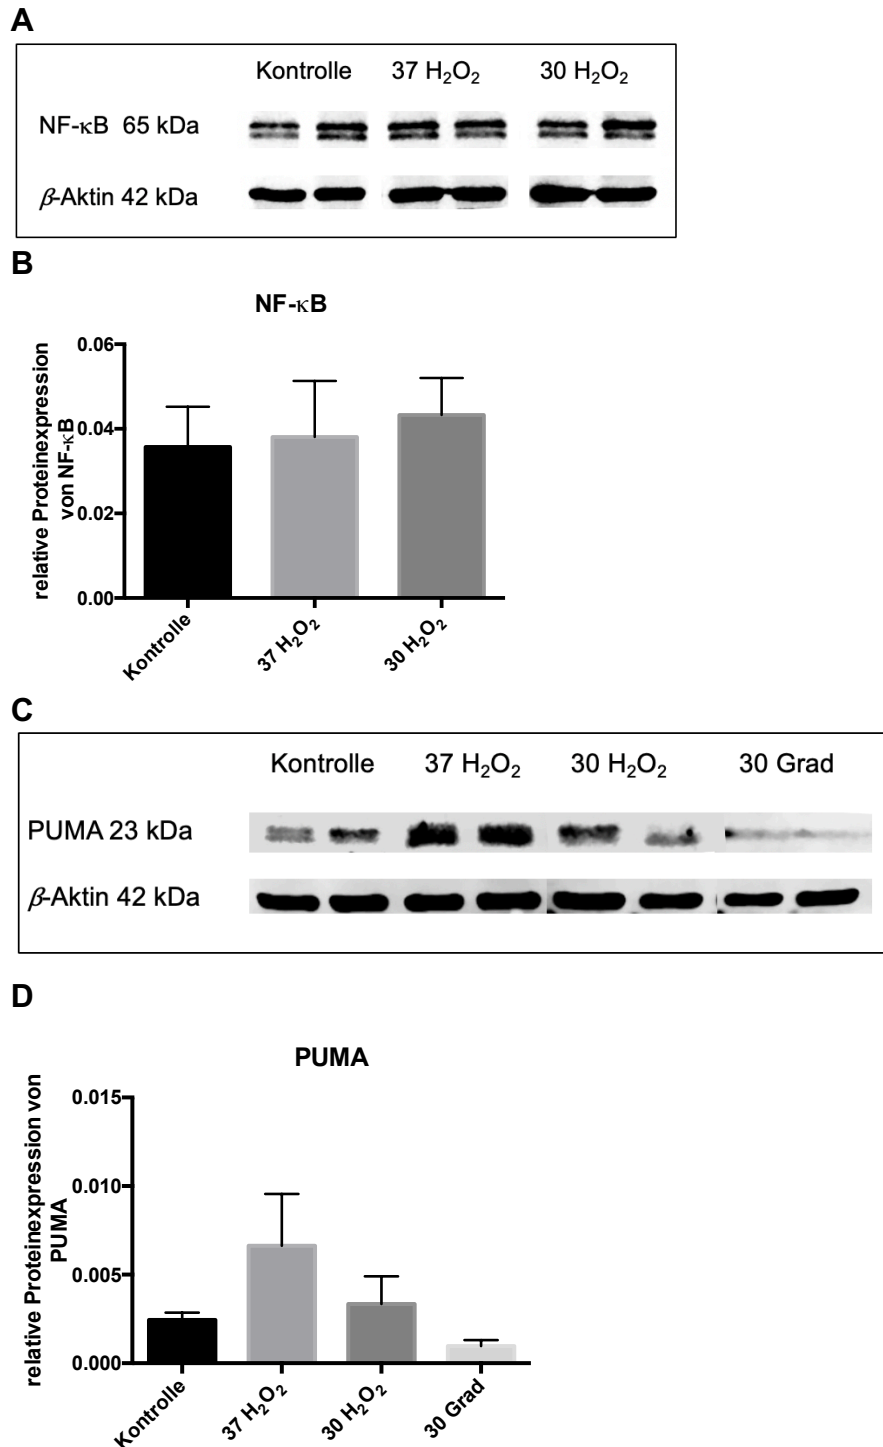 A
Kontrolle 37 H₂O₂ 30 H₂O₂
NF-κB 65 kDa
β-Aktin 42 kDa
B
NF-κB
relative Proteinexpression
von NF-κB
0.06
0.04
0.02
0.00
Kontrolle
37 H₂O₂
30 H₂O₂
C
Kontrolle 37 H₂O₂ 30 H₂O₂ 30 Grad
PUMA 23 kDa
β-Aktin 42 kDa
D
PUMA
relative Proteinexpression von
PUMA
0.015
0.010
0.005
0.000
Kontrolle
37 H₂O₂
30 H₂O₂
30 Grad